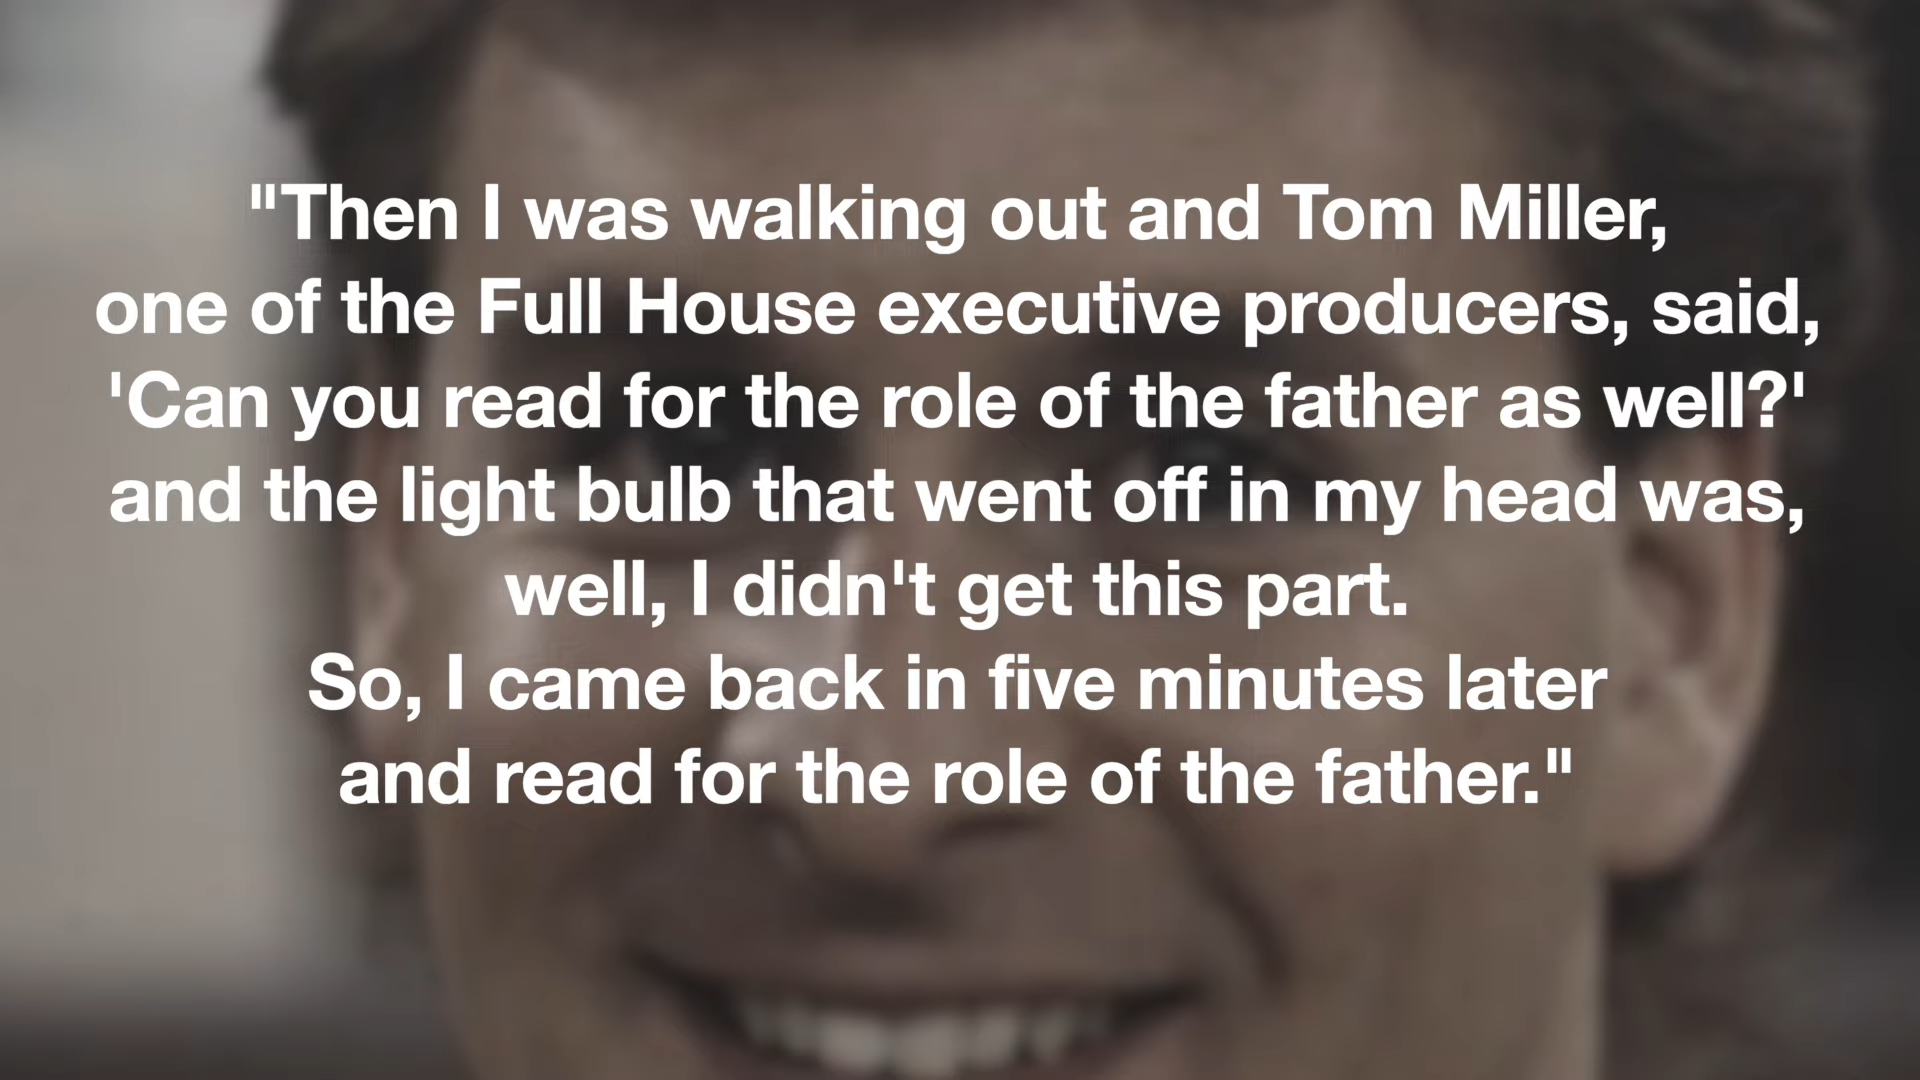 "Then I was walking out and Tom Miller,
one of the Full House executive producers, said,
'Can you read for the role of the father as well?'
and the light bulb that went off in my head was,
well, I didn't get this part.
So, I came back in five minutes later
and read for the role of the father."